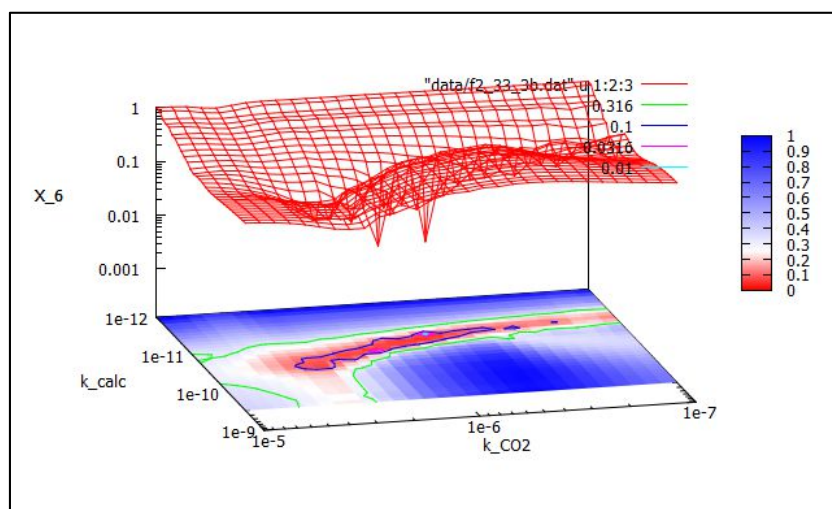 "data/f2_33_3b.dat" u 1:2:3
0.316
0.1
0.0316
0.01
1
0.1
0.01
0.001
X_6
1
0.9
0.8
0.7
0.6
0.5
0.4
0.3
0.2
0.1
0
1e-12
1e-11
1e-10
1e-9
k_calc
1e-5
1e-6
1e-7
k_CO2